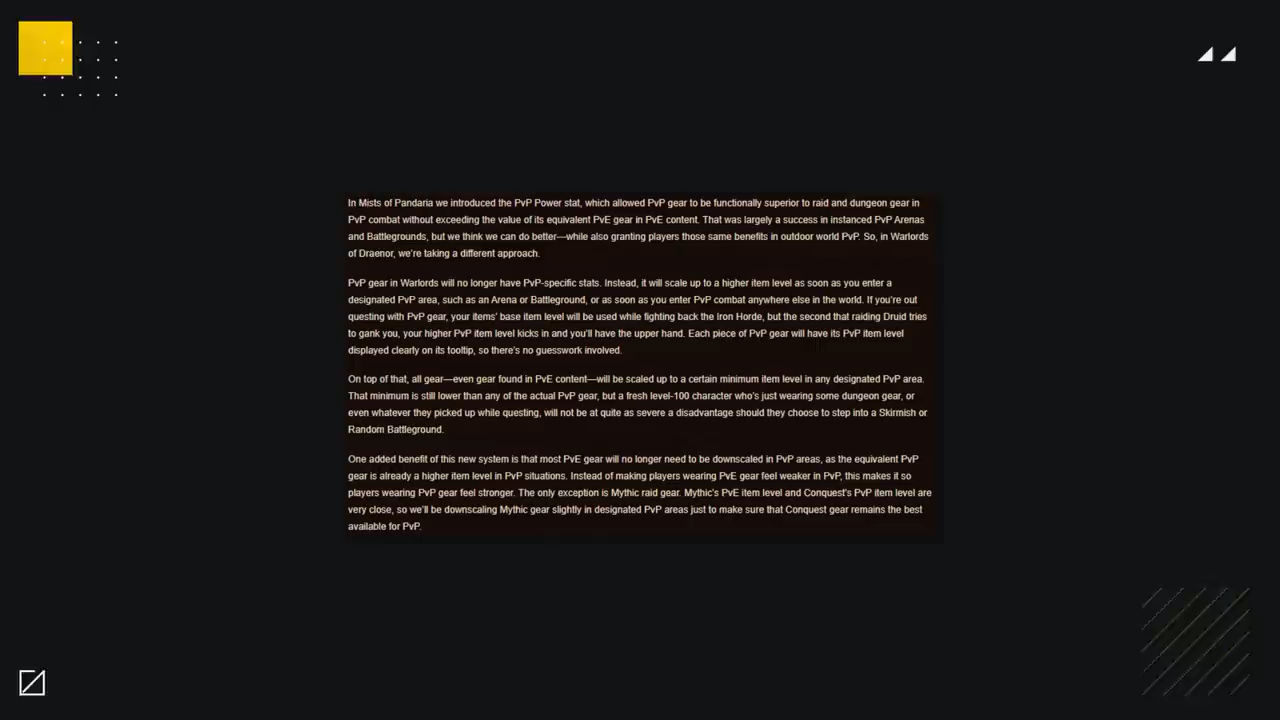 In Mists of Pandaria we introduced the PvP Power stat, which allowed PvP gear to be functionally superior to raid and dungeon gear in
PvP combat without exceeding the value of its equivalent PvE gear in PvE content. That was largely a success in instanced PvP Arenas
and Battlegrounds, but we think we can do better—while also granting players those same benefits in outdoor world PvP. So, in Warlords
of Draenor, we're taking a different approach.
PvP gear in Warlords will no longer have PvP-specific stats. Instead, it will scale up to a higher item level as soon as you enter a
designated PvP area, such as an Arena or Battleground, or as soon as you enter PvP combat anywhere else in the world. If you're out
questing with PvP gear, your items' base item level will be used while fighting back the Iron Horde, but the second that raiding Druid tries
to gank you, your higher PvP item level kicks in and you'll have the upper hand. Each piece of PvP gear will have its PvP item level
displayed clearly on its tooltip, so there's no guesswork involved.
On top of that, all gear—even gear found in PvE content—will be scaled up to a certain minimum item level in any designated PvP area.
That minimum is still lower than any of the actual PvP gear, but a fresh level-100 character who's just wearing some dungeon gear, or
even whatever they picked up while questing, will not be at quite as severe a disadvantage should they choose to step into a Skirmish or
Random Battleground.
One added benefit of this new system is that most PvE gear will no longer need to be downscaled in PvP areas, as the equivalent PvP
gear is already a higher item level in PvP situations. Instead of making players wearing PvE gear feel weaker in PvP, this makes it so
players wearing PvP gear feel stronger. The only exception is Mythic raid gear. Mythic's PvE item level and Conquest's PvP item level are
very close, so we'll be downscaling Mythic gear slightly in designated PvP areas just to make sure that Conquest gear remains the best
available for PvP.